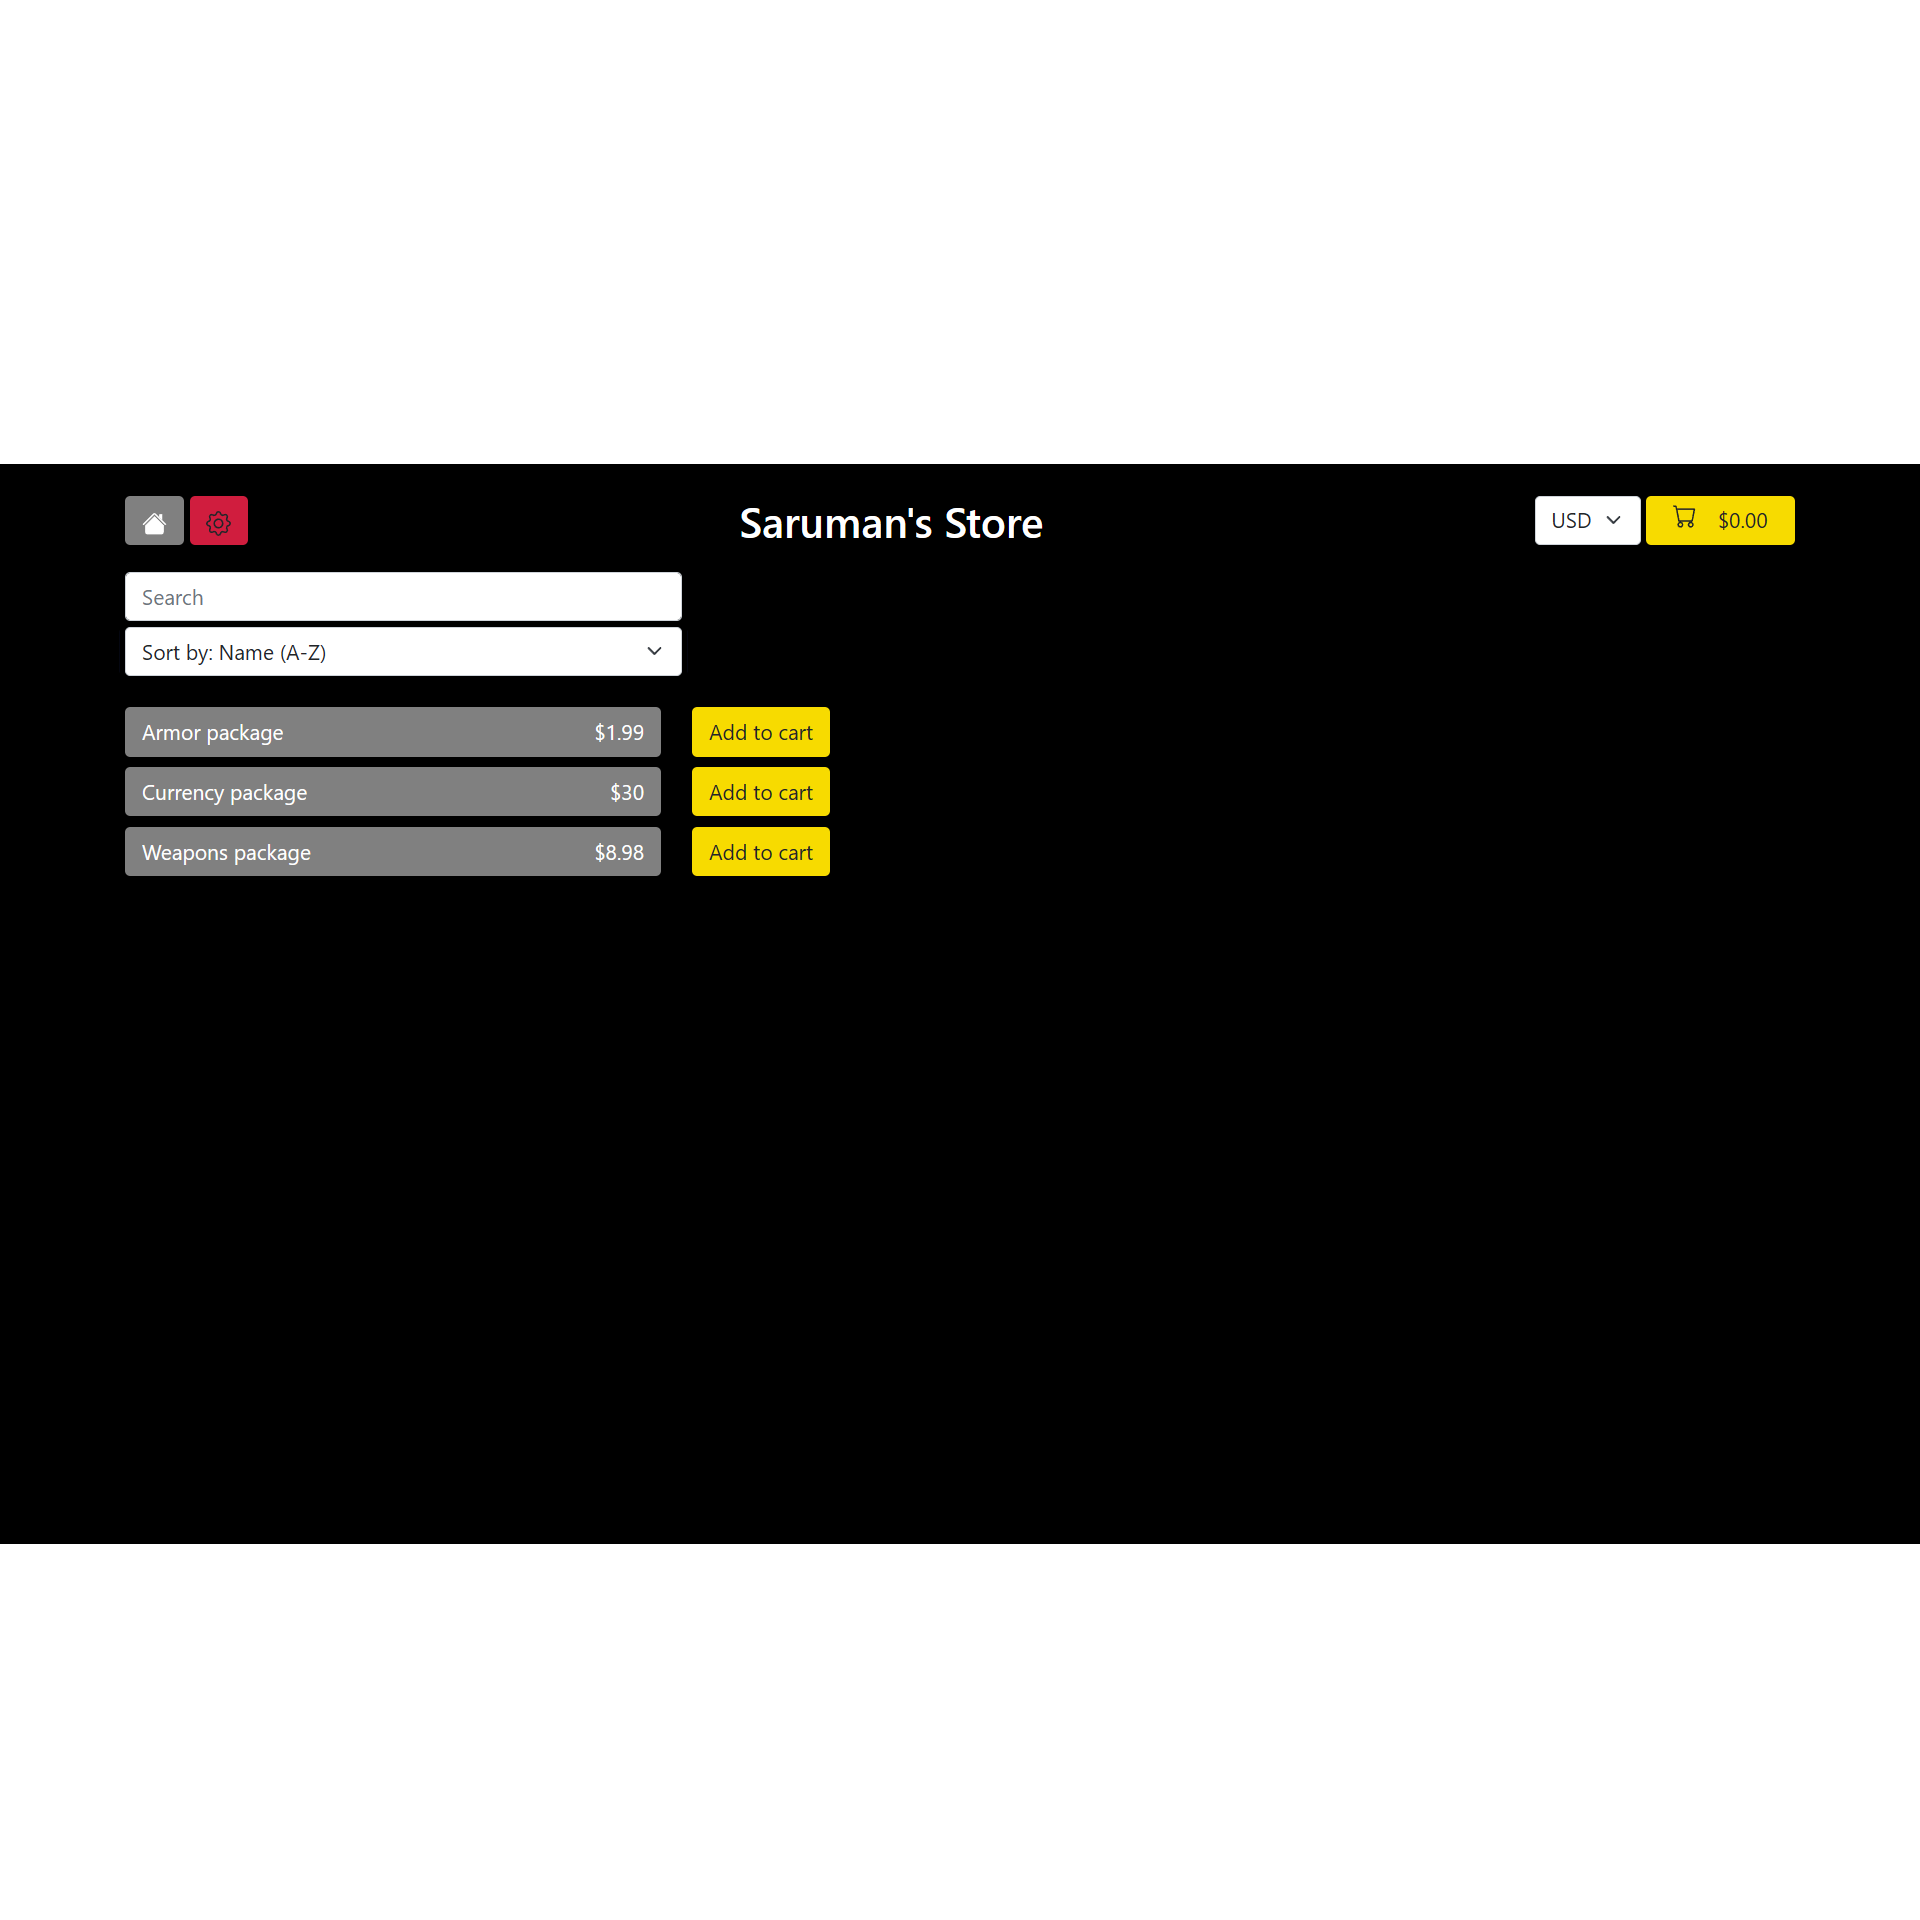 Saruman's Store
USD
$0.00
Search
Sort by: Name (A-Z)
Armor package $1.99 Add to cart
Currency package $30 Add to cart
Weapons package $8.98 Add to cart